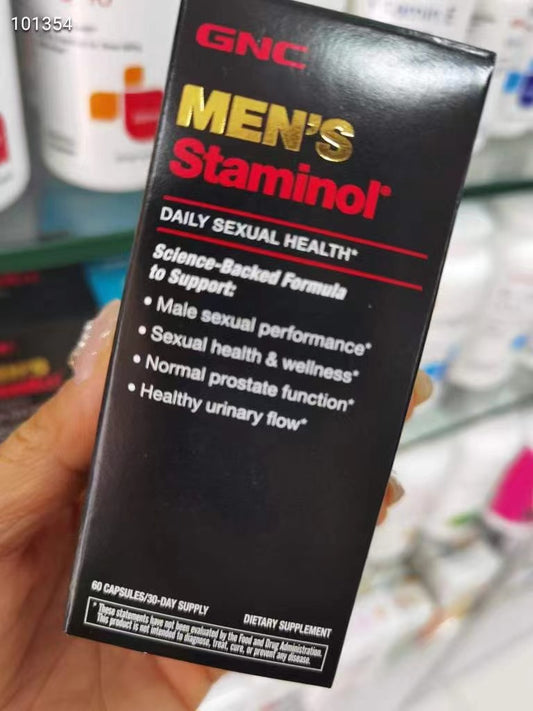 101354
GNC
MEN'S
Staminol®
DAILY SEXUAL HEALTH*
Science-Backed Formula
to Support:
• Male sexual performance*
• Sexual health & wellness*
• Normal prostate function*
• Healthy urinary flow*
60 CAPSULES/30-DAY SUPPLY
DIETARY SUPPLEMENT
* These statements have not been evaluated by the Food and Drug Administration.
This product is not intended to diagnose, treat, cure, or prevent any disease.
GNC